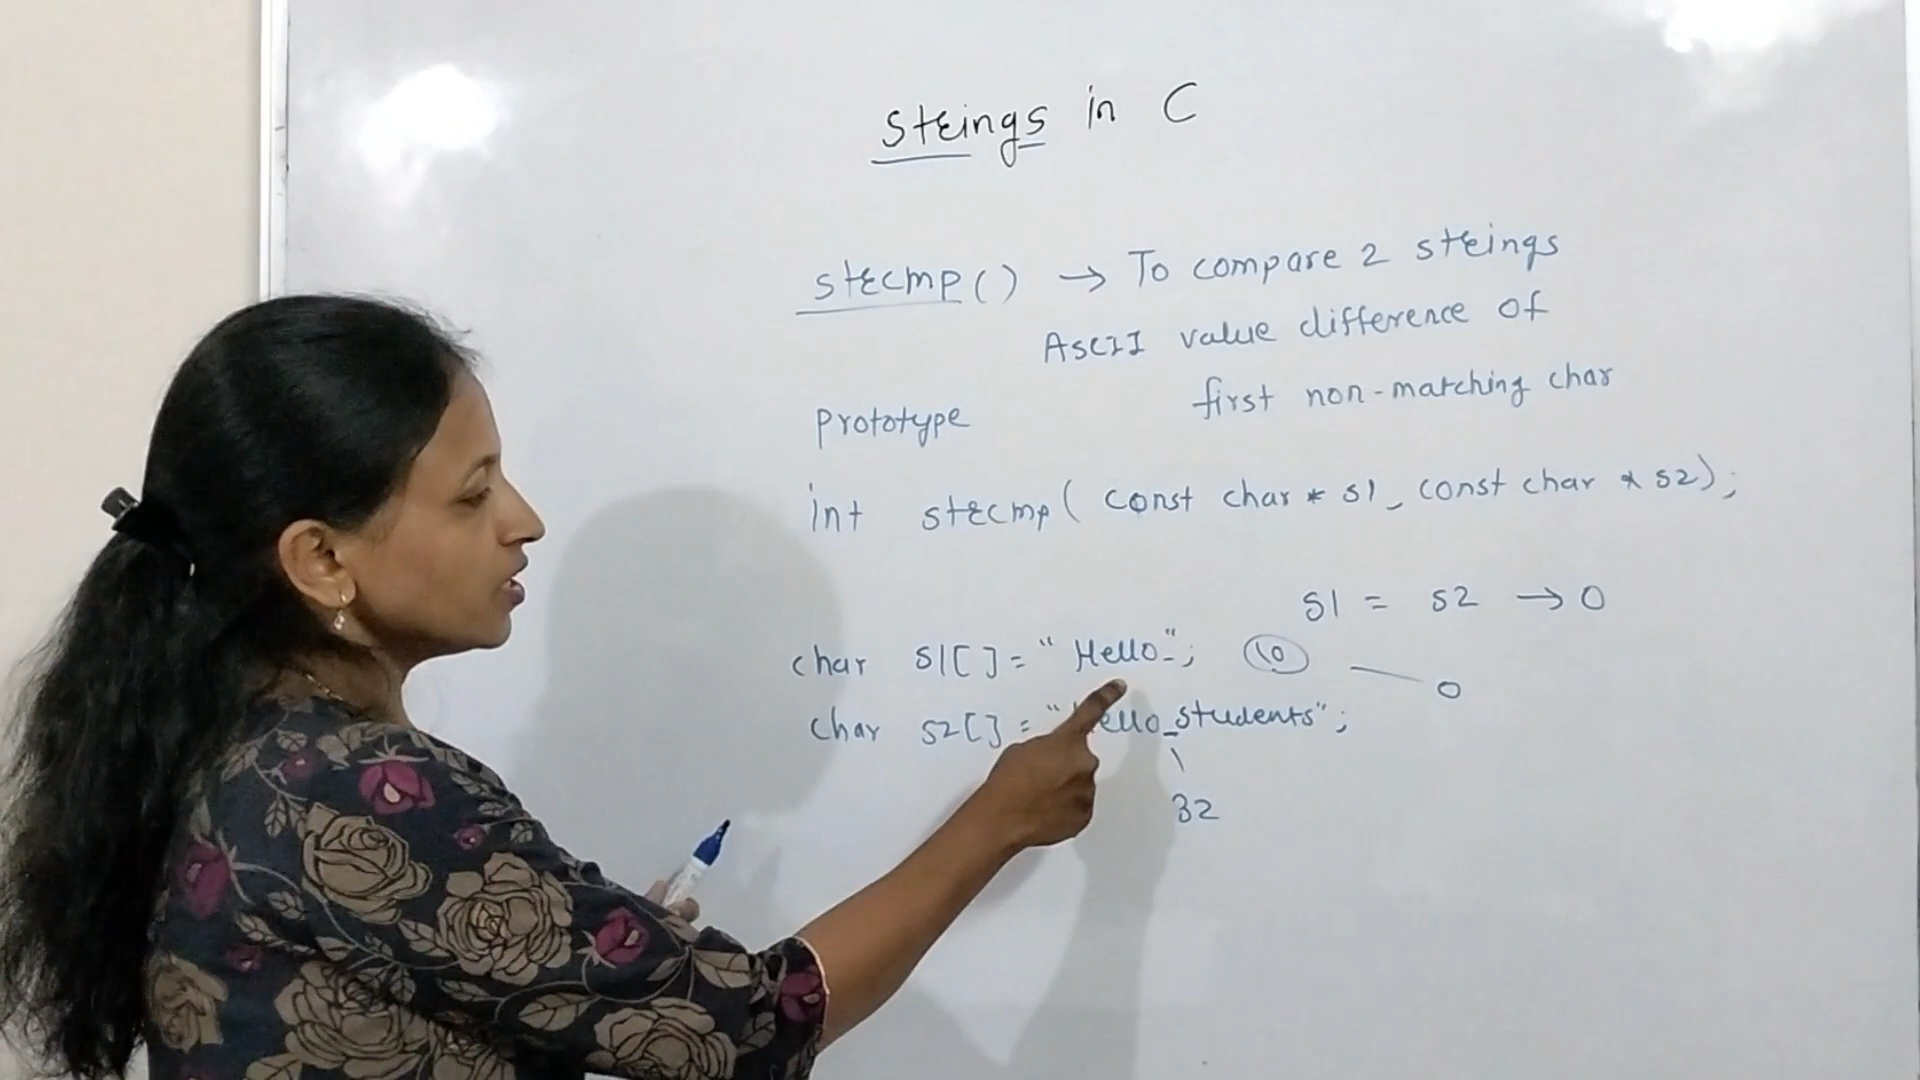 Strings in C
strcmp() → To compare 2 strings
ASCII value difference of
first non-matching char
Prototype
int strcmp( const char * s1, const char * s2);
s1 = s2 → 0
char s1[] = "Hello_"; \0
0
char s2[] = "Hello_students";
32